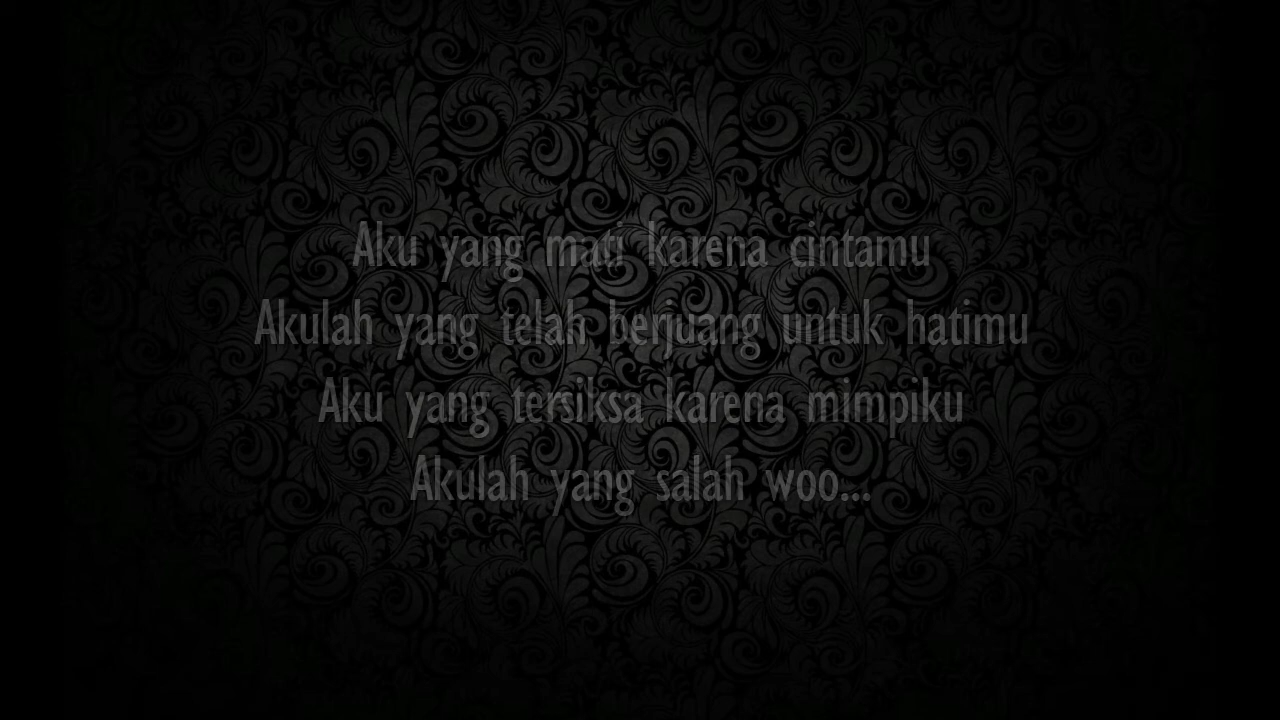 Aku yang mati karena cintamu
Akulah yang telah berjuang untuk hatimu
Aku yang tersiksa karena mimpiku
Akulah yang salah woo...